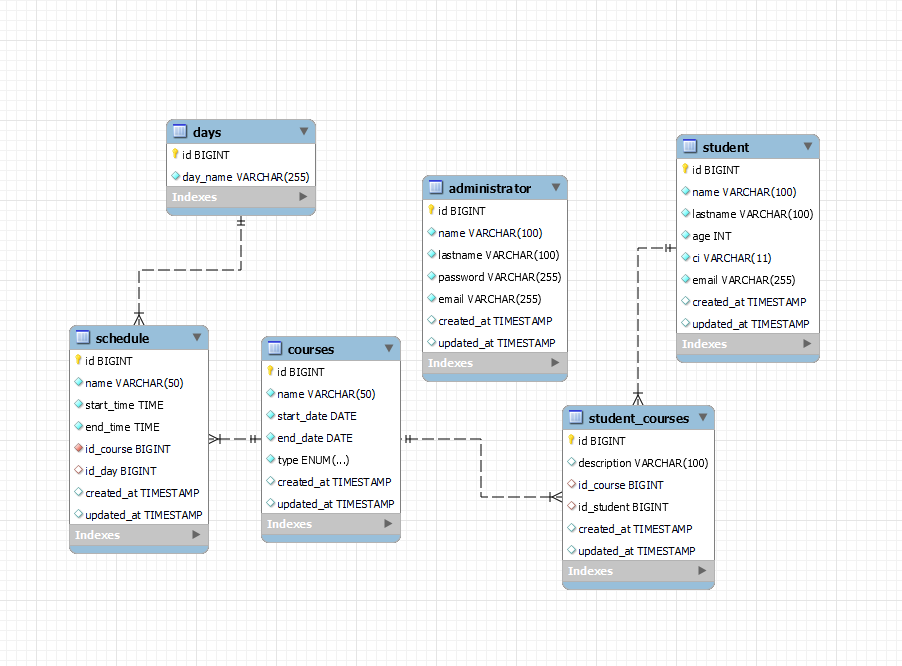 days
id BIGINT
day_name VARCHAR(255)
Indexes
administrator
id BIGINT
name VARCHAR(100)
lastname VARCHAR(100)
password VARCHAR(255)
email VARCHAR(255)
created_at TIMESTAMP
updated_at TIMESTAMP
Indexes
student
id BIGINT
name VARCHAR(100)
lastname VARCHAR(100)
age INT
ci VARCHAR(11)
email VARCHAR(255)
created_at TIMESTAMP
updated_at TIMESTAMP
Indexes
schedule
id BIGINT
name VARCHAR(50)
start_time TIME
end_time TIME
id_course BIGINT
id_day BIGINT
created_at TIMESTAMP
updated_at TIMESTAMP
Indexes
courses
id BIGINT
name VARCHAR(50)
start_date DATE
end_date DATE
type ENUM(...)
created_at TIMESTAMP
updated_at TIMESTAMP
Indexes
student_courses
id BIGINT
description VARCHAR(100)
id_course BIGINT
id_student BIGINT
created_at TIMESTAMP
updated_at TIMESTAMP
Indexes